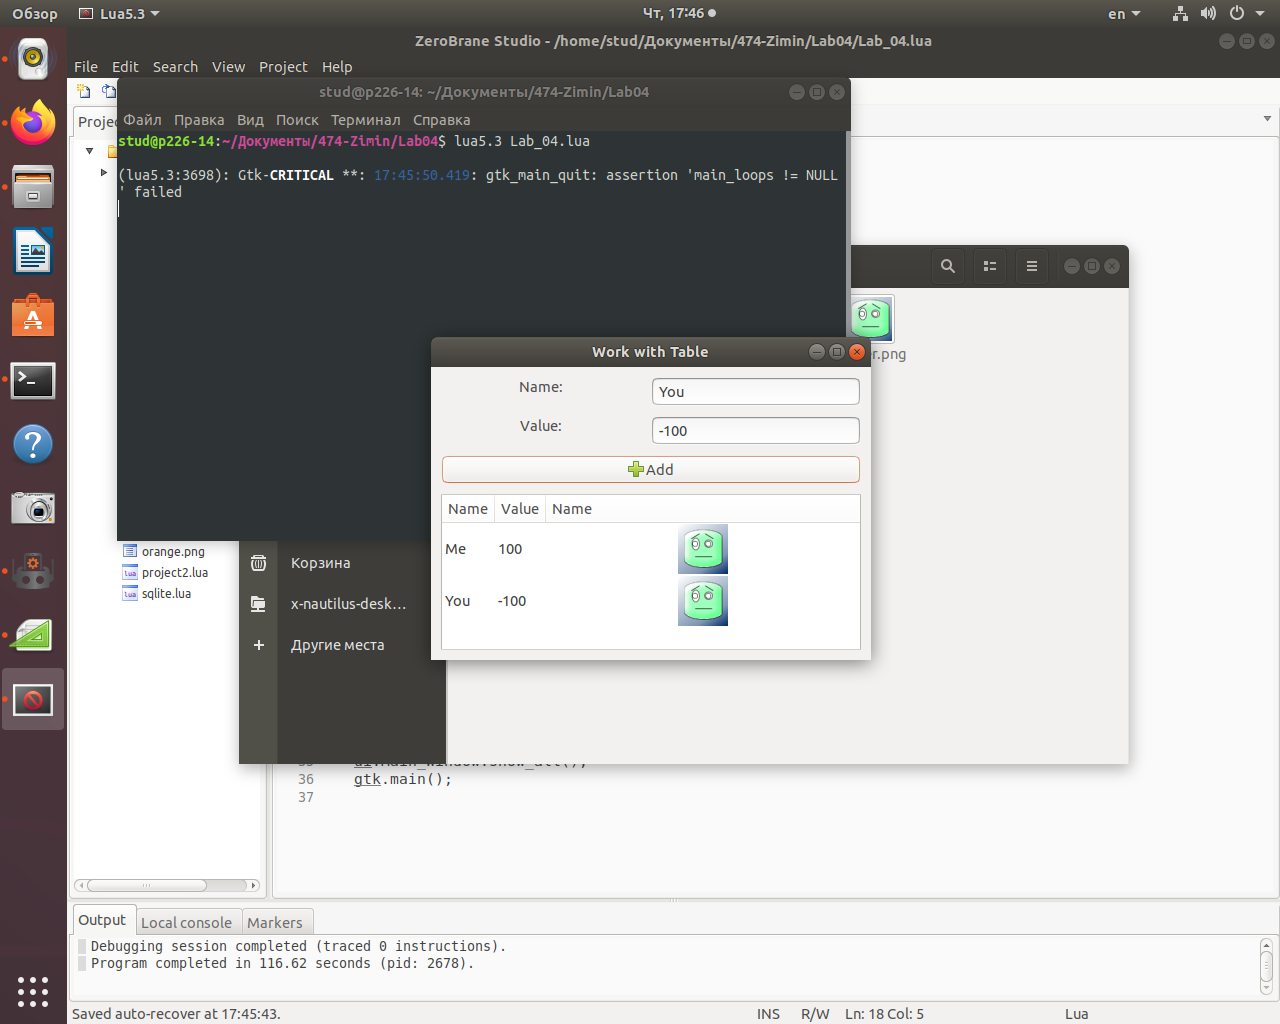 Обзор
Lua5.3
Чт, 17:46
en
ZeroBrane Studio - /home/stud/Документы/474-Zimin/Lab04/Lab_04.lua
File Edit Search View Project Help
stud@p226-14: ~/Документы/474-Zimin/Lab04
Файл Правка Вид Поиск Терминал Справка
stud@p226-14:~/Документы/474-Zimin/Lab04$ lua5.3 Lab_04.lua
(lua5.3:3698): Gtk-CRITICAL **: 17:45:50.419: gtk_main_quit: assertion 'main_loops != NULL
' failed
Projec
er.png
Work with Table
Name: You
Value: -100
Add
Name Value Name
Me 100
You -100
orange.png
project2.lua
sqlite.lua
Корзина
x-nautilus-desk...
Другие места
36 gtk.main();
37
Output Local console Markers
Debugging session completed (traced 0 instructions).
Program completed in 116.62 seconds (pid: 2678).
Saved auto-recover at 17:45:43.
INS R/W Ln: 18 Col: 5 Lua